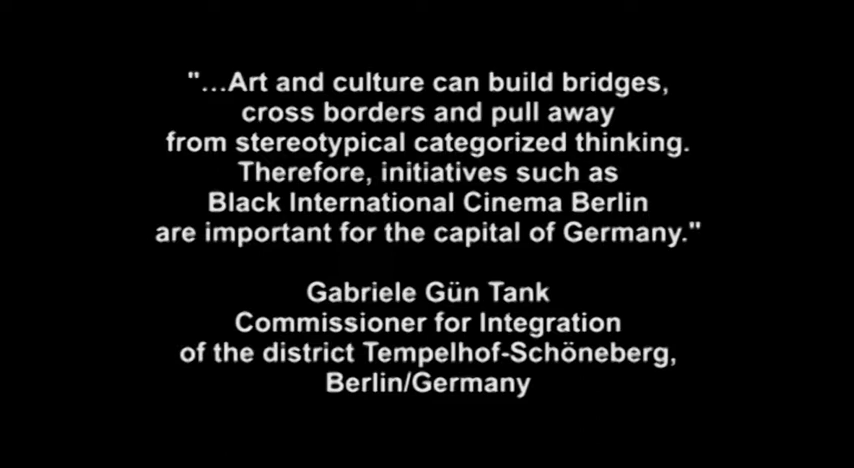 "...Art and culture can build bridges,
cross borders and pull away
from stereotypical categorized thinking.
Therefore, initiatives such as
Black International Cinema Berlin
are important for the capital of Germany."
Gabriele Gün Tank
Commissioner for Integration
of the district Tempelhof-Schöneberg,
Berlin/Germany